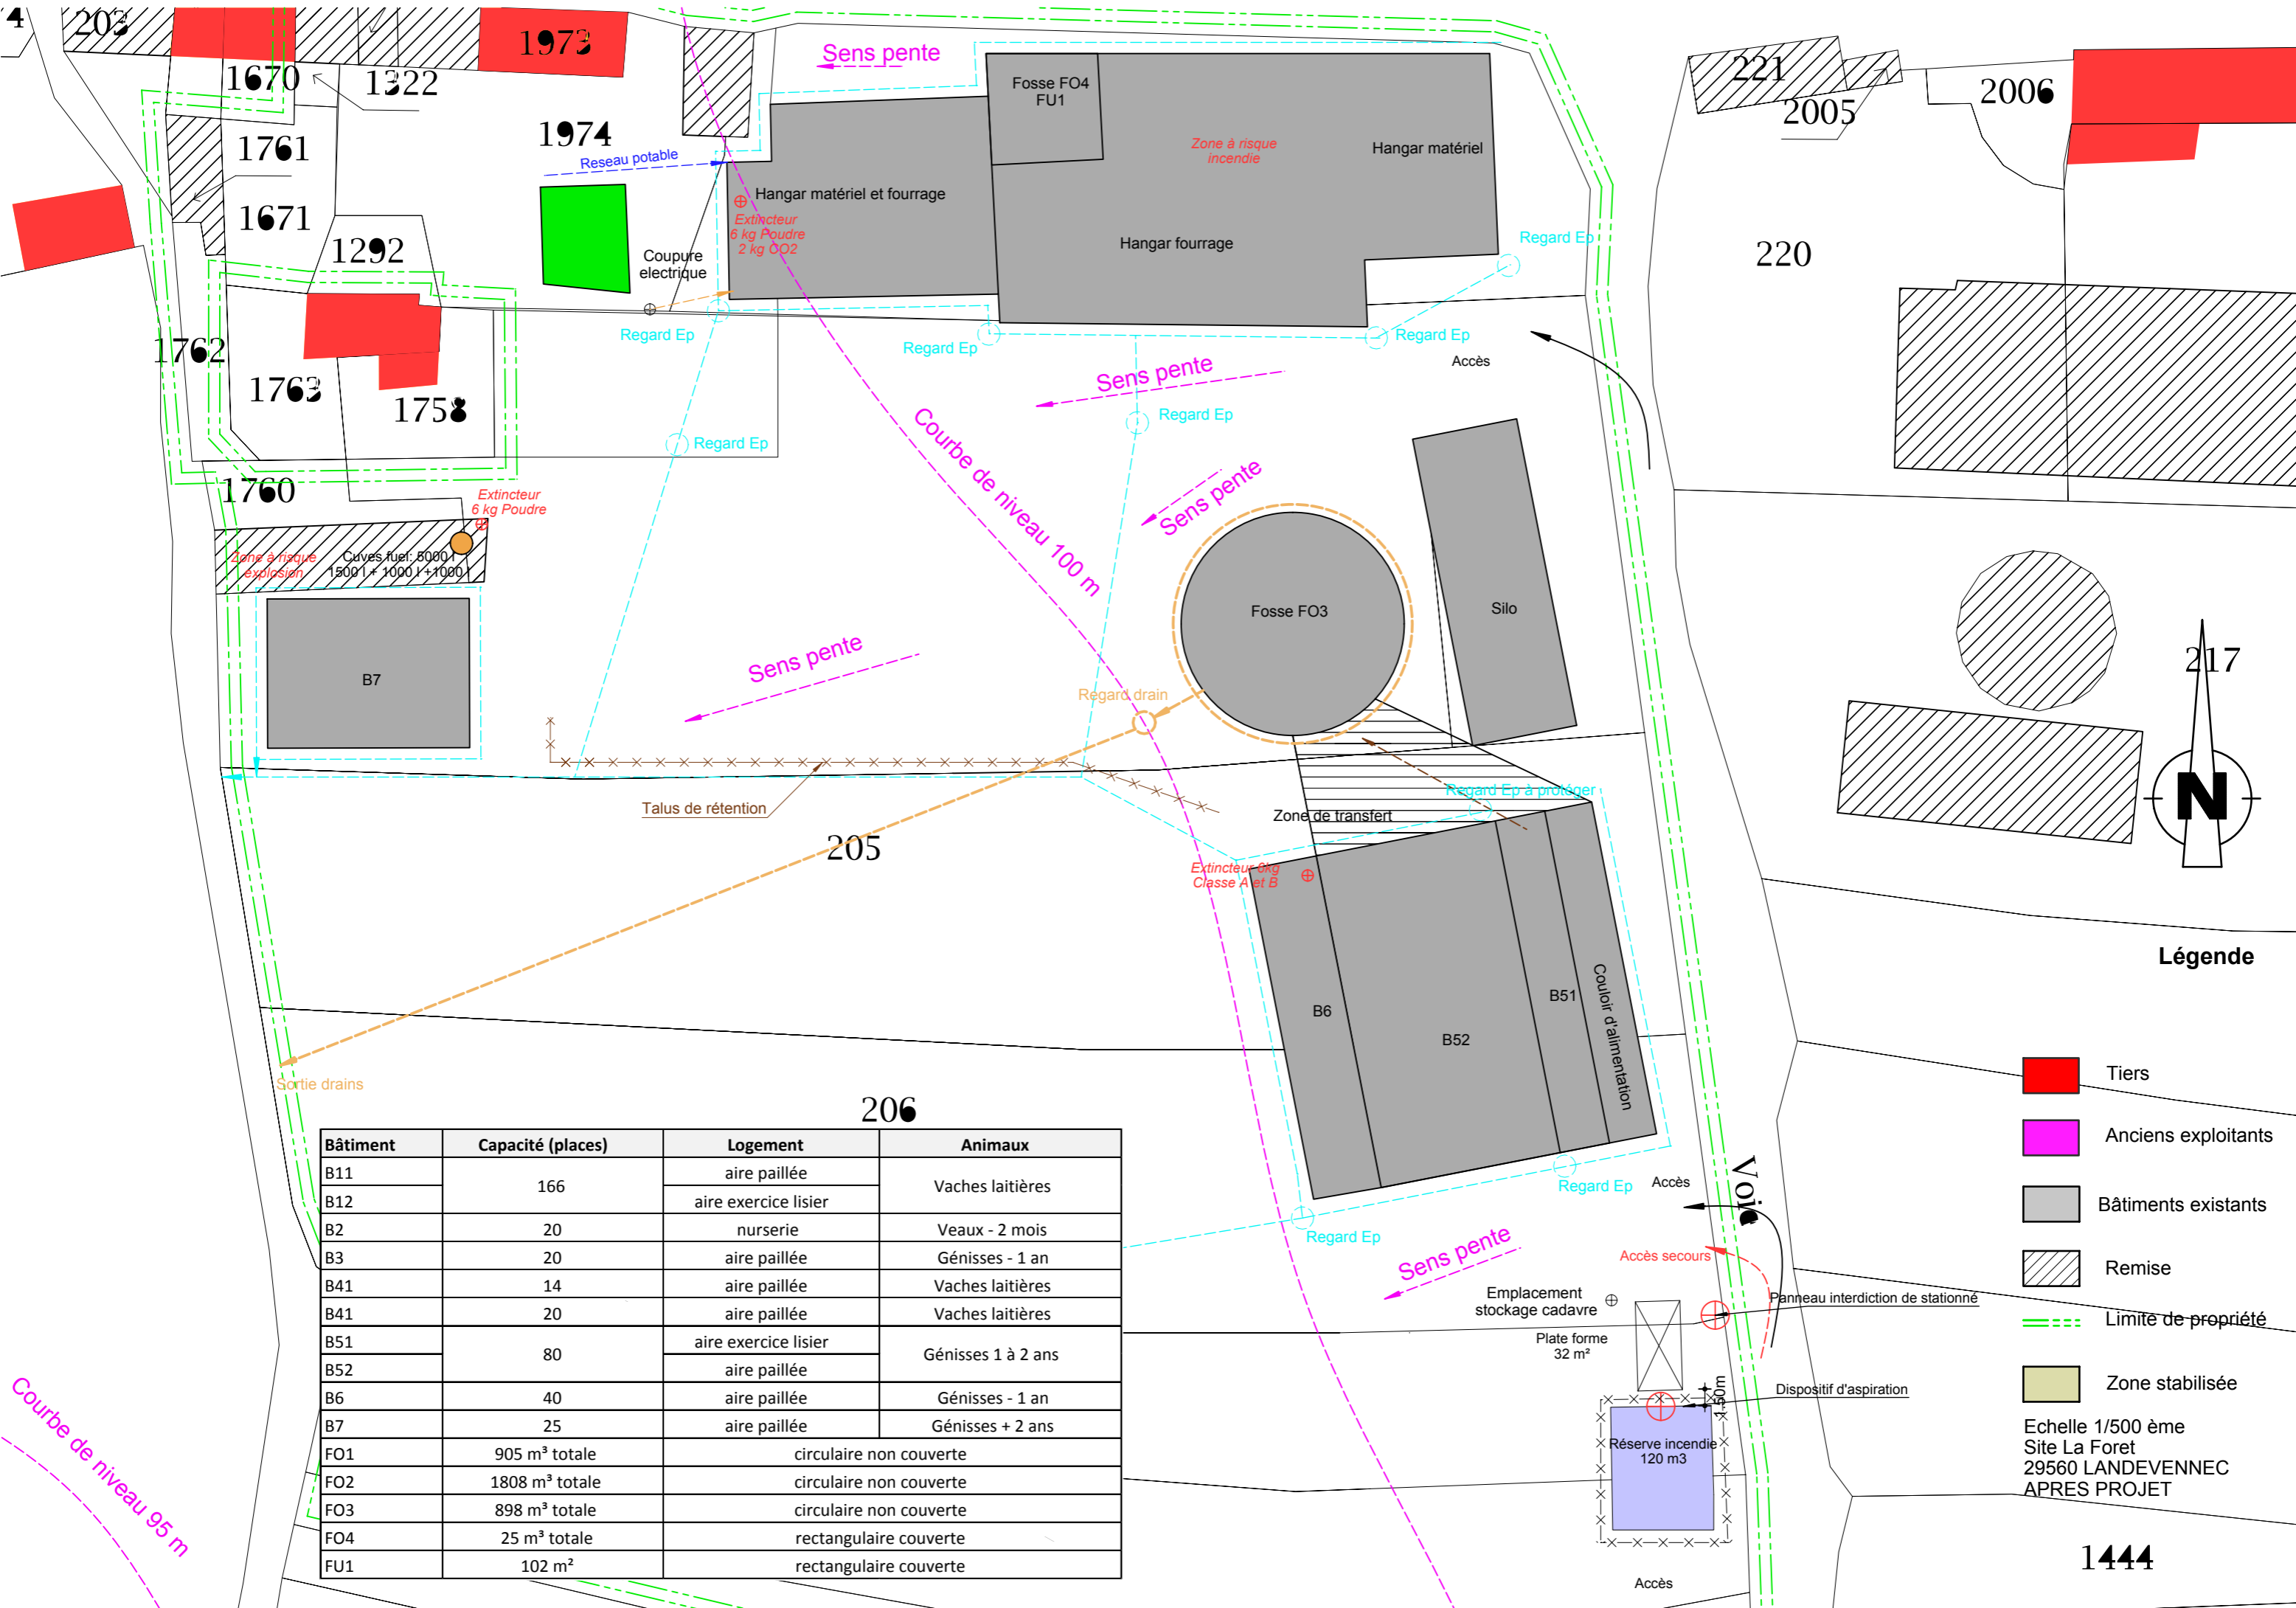 4
203
1670
1322
1973
1761
1974
1671
1292
1762
1763
1758
1760
Sens pente
Fosse FO4
FU1
Zone à risque
incendie
Hangar matériel
Reseau potable
Hangar matériel et fourrage
Extincteur
6 kg Poudre
2 kg CO2
Hangar fourrage
Coupure
electrique
Regard Ep
Regard Ep
Regard Ep
Regard Ep
Accès
221
2005
2006
220
Sens pente
Regard Ep
Regard Ep
Courbe de niveau 100 m
Sens pente
Extincteur
6 kg Poudre
Zone à risque
explosion
Cuves fuel: 5000 l
1500 l + 1000 l +1000 l
B7
Fosse FO3
Silo
217
N
Sens pente
Regard drain
Talus de rétention
205
Regard Ep à protéger
Zone de transfert
Extincteur 6kg
Classe A et B
B6
B52
B51
Couloir d'alimentation
Sortie drains
206
Bâtiment Capacité (places) Logement Animaux
B11 166 aire paillée Vaches laitières
B12 aire exercice lisier
B2 20 nurserie Veaux - 2 mois
B3 20 aire paillée Génisses - 1 an
B41 14 aire paillée Vaches laitières
B41 20 aire paillée Vaches laitières
B51 80 aire exercice lisier Génisses 1 à 2 ans
B52 aire paillée
B6 40 aire paillée Génisses - 1 an
B7 25 aire paillée Génisses + 2 ans
FO1 905 m³ totale circulaire non couverte
FO2 1808 m³ totale circulaire non couverte
FO3 898 m³ totale circulaire non couverte
FO4 25 m³ totale rectangulaire couverte
FU1 102 m² rectangulaire couverte
Courbe de niveau 95 m
Regard Ep
Regard Ep
Accès
Voie
Sens pente
Accès secours
Emplacement
stockage cadavre
Panneau interdiction de stationné
Plate forme
32 m²
1.50m
Dispositif d'aspiration
Réserve incendie
120 m3
Accès
Légende
Tiers
Anciens exploitants
Bâtiments existants
Remise
Limite de propriété
Zone stabilisée
Echelle 1/500 ème
Site La Foret
29560 LANDEVENNEC
APRES PROJET
1444